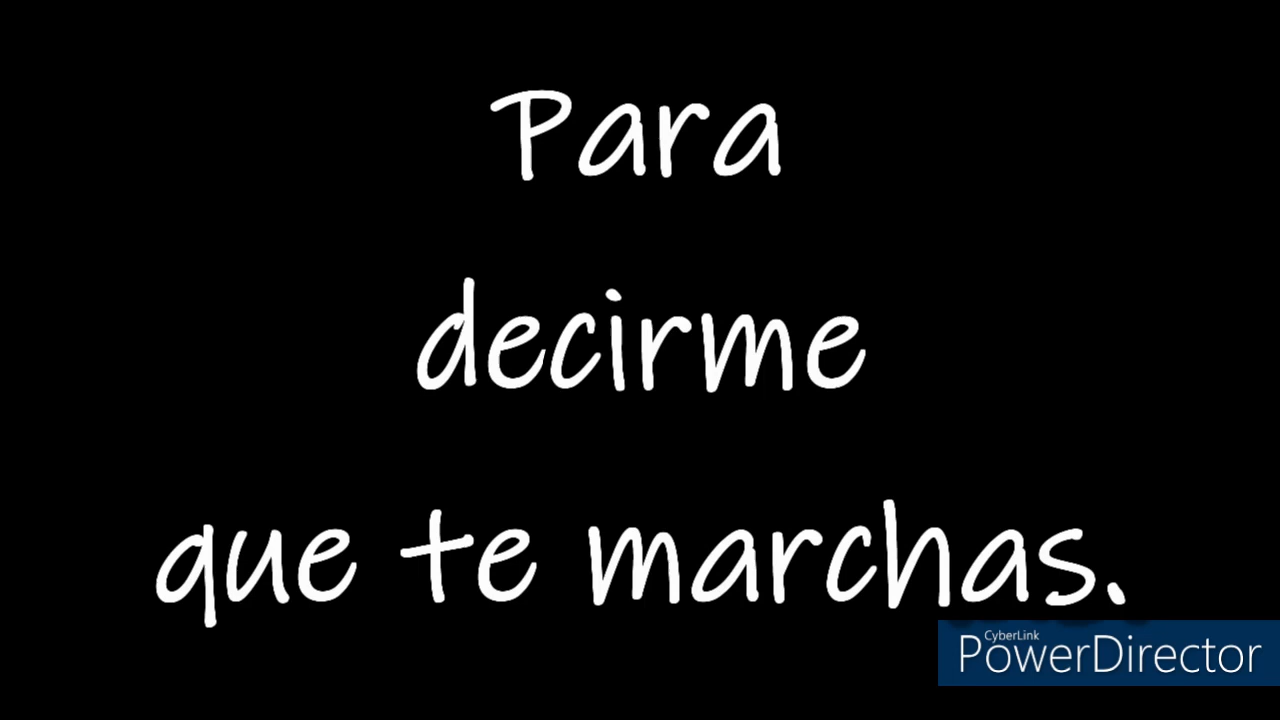 Para
decirme
que te marchas.
CyberLink
PowerDirector